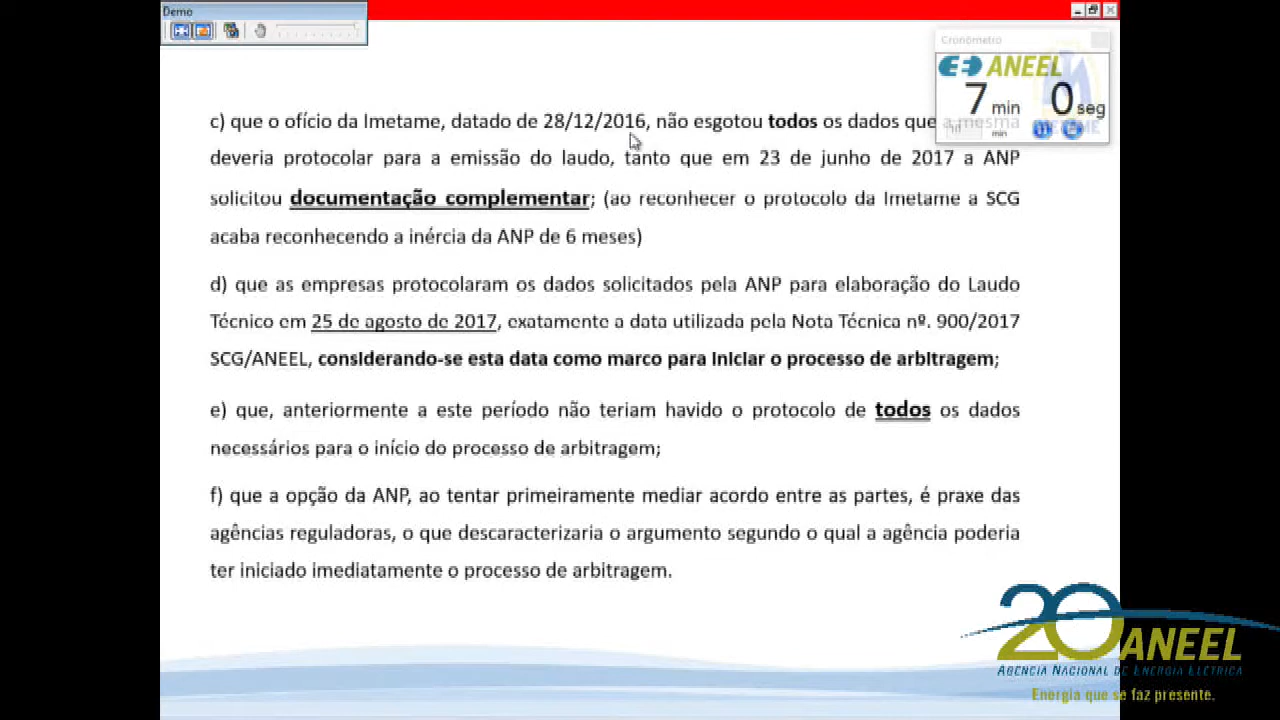 Demo
Cronômetro
ANEEL
7 min 0 seg
min
c) que o ofício da Imetame, datado de 28/12/2016, não esgotou todos os dados que a mesma
deveria protocolar para a emissão do laudo, tanto que em 23 de junho de 2017 a ANP
solicitou documentação complementar; (ao reconhecer o protocolo da Imetame a SCG
acaba reconhecendo a inércia da ANP de 6 meses)
d) que as empresas protocolaram os dados solicitados pela ANP para elaboração do Laudo
Técnico em 25 de agosto de 2017, exatamente a data utilizada pela Nota Técnica nº. 900/2017
SCG/ANEEL, considerando-se esta data como marco para iniciar o processo de arbitragem;
e) que, anteriormente a este período não teriam havido o protocolo de todos os dados
necessários para o início do processo de arbitragem;
f) que a opção da ANP, ao tentar primeiramente mediar acordo entre as partes, é praxe das
agências reguladoras, o que descaracterizaria o argumento segundo o qual a agência poderia
ter iniciado imediatamente o processo de arbitragem.
20 ANEEL
AGÊNCIA NACIONAL DE ENERGIA ELÉTRICA
Energia que se faz presente.